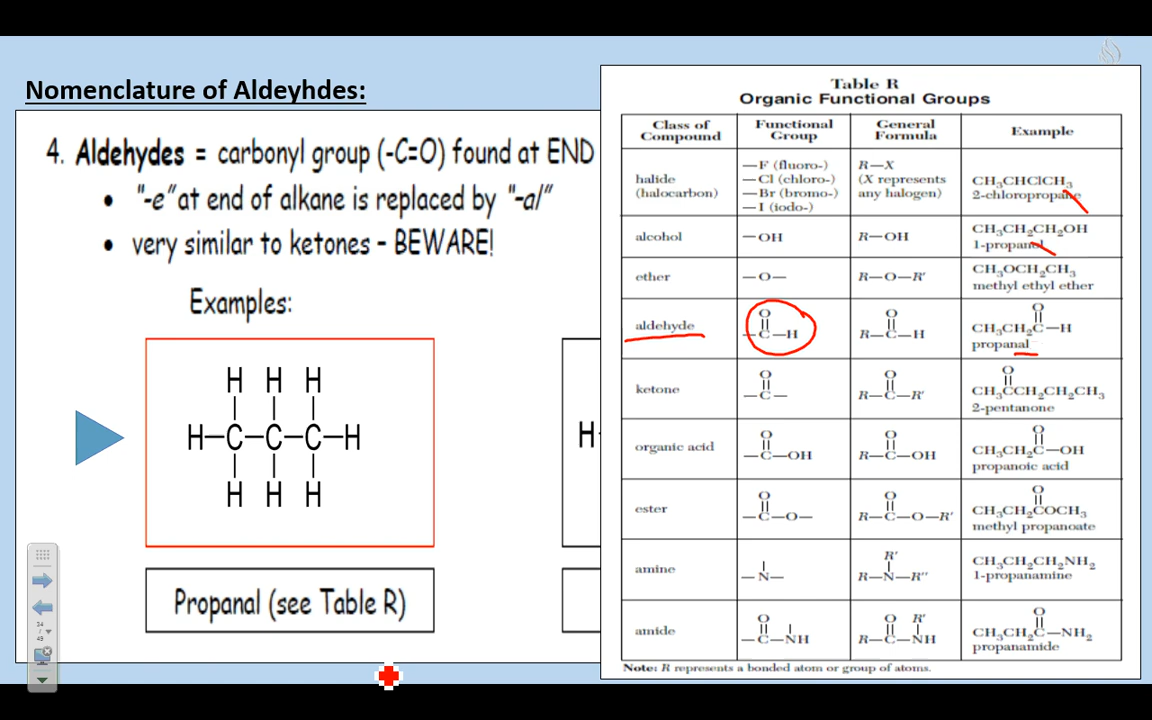 Nomenclature of Aldeyhdes:
4. Aldehydes = carbonyl group (-C=O) found at END
• "-e" at end of alkane is replaced by "-al"
• very similar to ketones - BEWARE!
Examples:
H H H
H–C–C–C–H
H H H
Propanal (see Table R)
H
34
/
49
Table R
Organic Functional Groups
Class of Compound
Functional Group
General Formula
Example
halide (halocarbon)
—F (fluoro-)
—Cl (chloro-)
—Br (bromo-)
—I (iodo-)
R—X
(X represents
any halogen)
CH₃CHClCH₃
2-chloropropane
alcohol
—OH
R—OH
CH₃CH₂CH₂OH
1-propanol
ether
—O—
R—O—R′
CH₃OCH₂CH₃
methyl ethyl ether
aldehyde
O
—C—H
O
R—C—H
O
CH₃CH₂C—H
propanal
ketone
O
—C—
O
R—C—R′
O
CH₃CCH₂CH₂CH₃
2-pentanone
organic acid
O
—C—OH
O
R—C—OH
O
CH₃CH₂C—OH
propanoic acid
ester
O
—C—O—
O
R—C—O—R′
O
CH₃CH₂COCH₃
methyl propanoate
amine
—N—
R′
R—N—R″
CH₃CH₂CH₂NH₂
1-propanamine
amide
O
—C—NH
O R′
R—C—NH
O
CH₃CH₂C—NH₂
propanamide
Note: R represents a bonded atom or group of atoms.